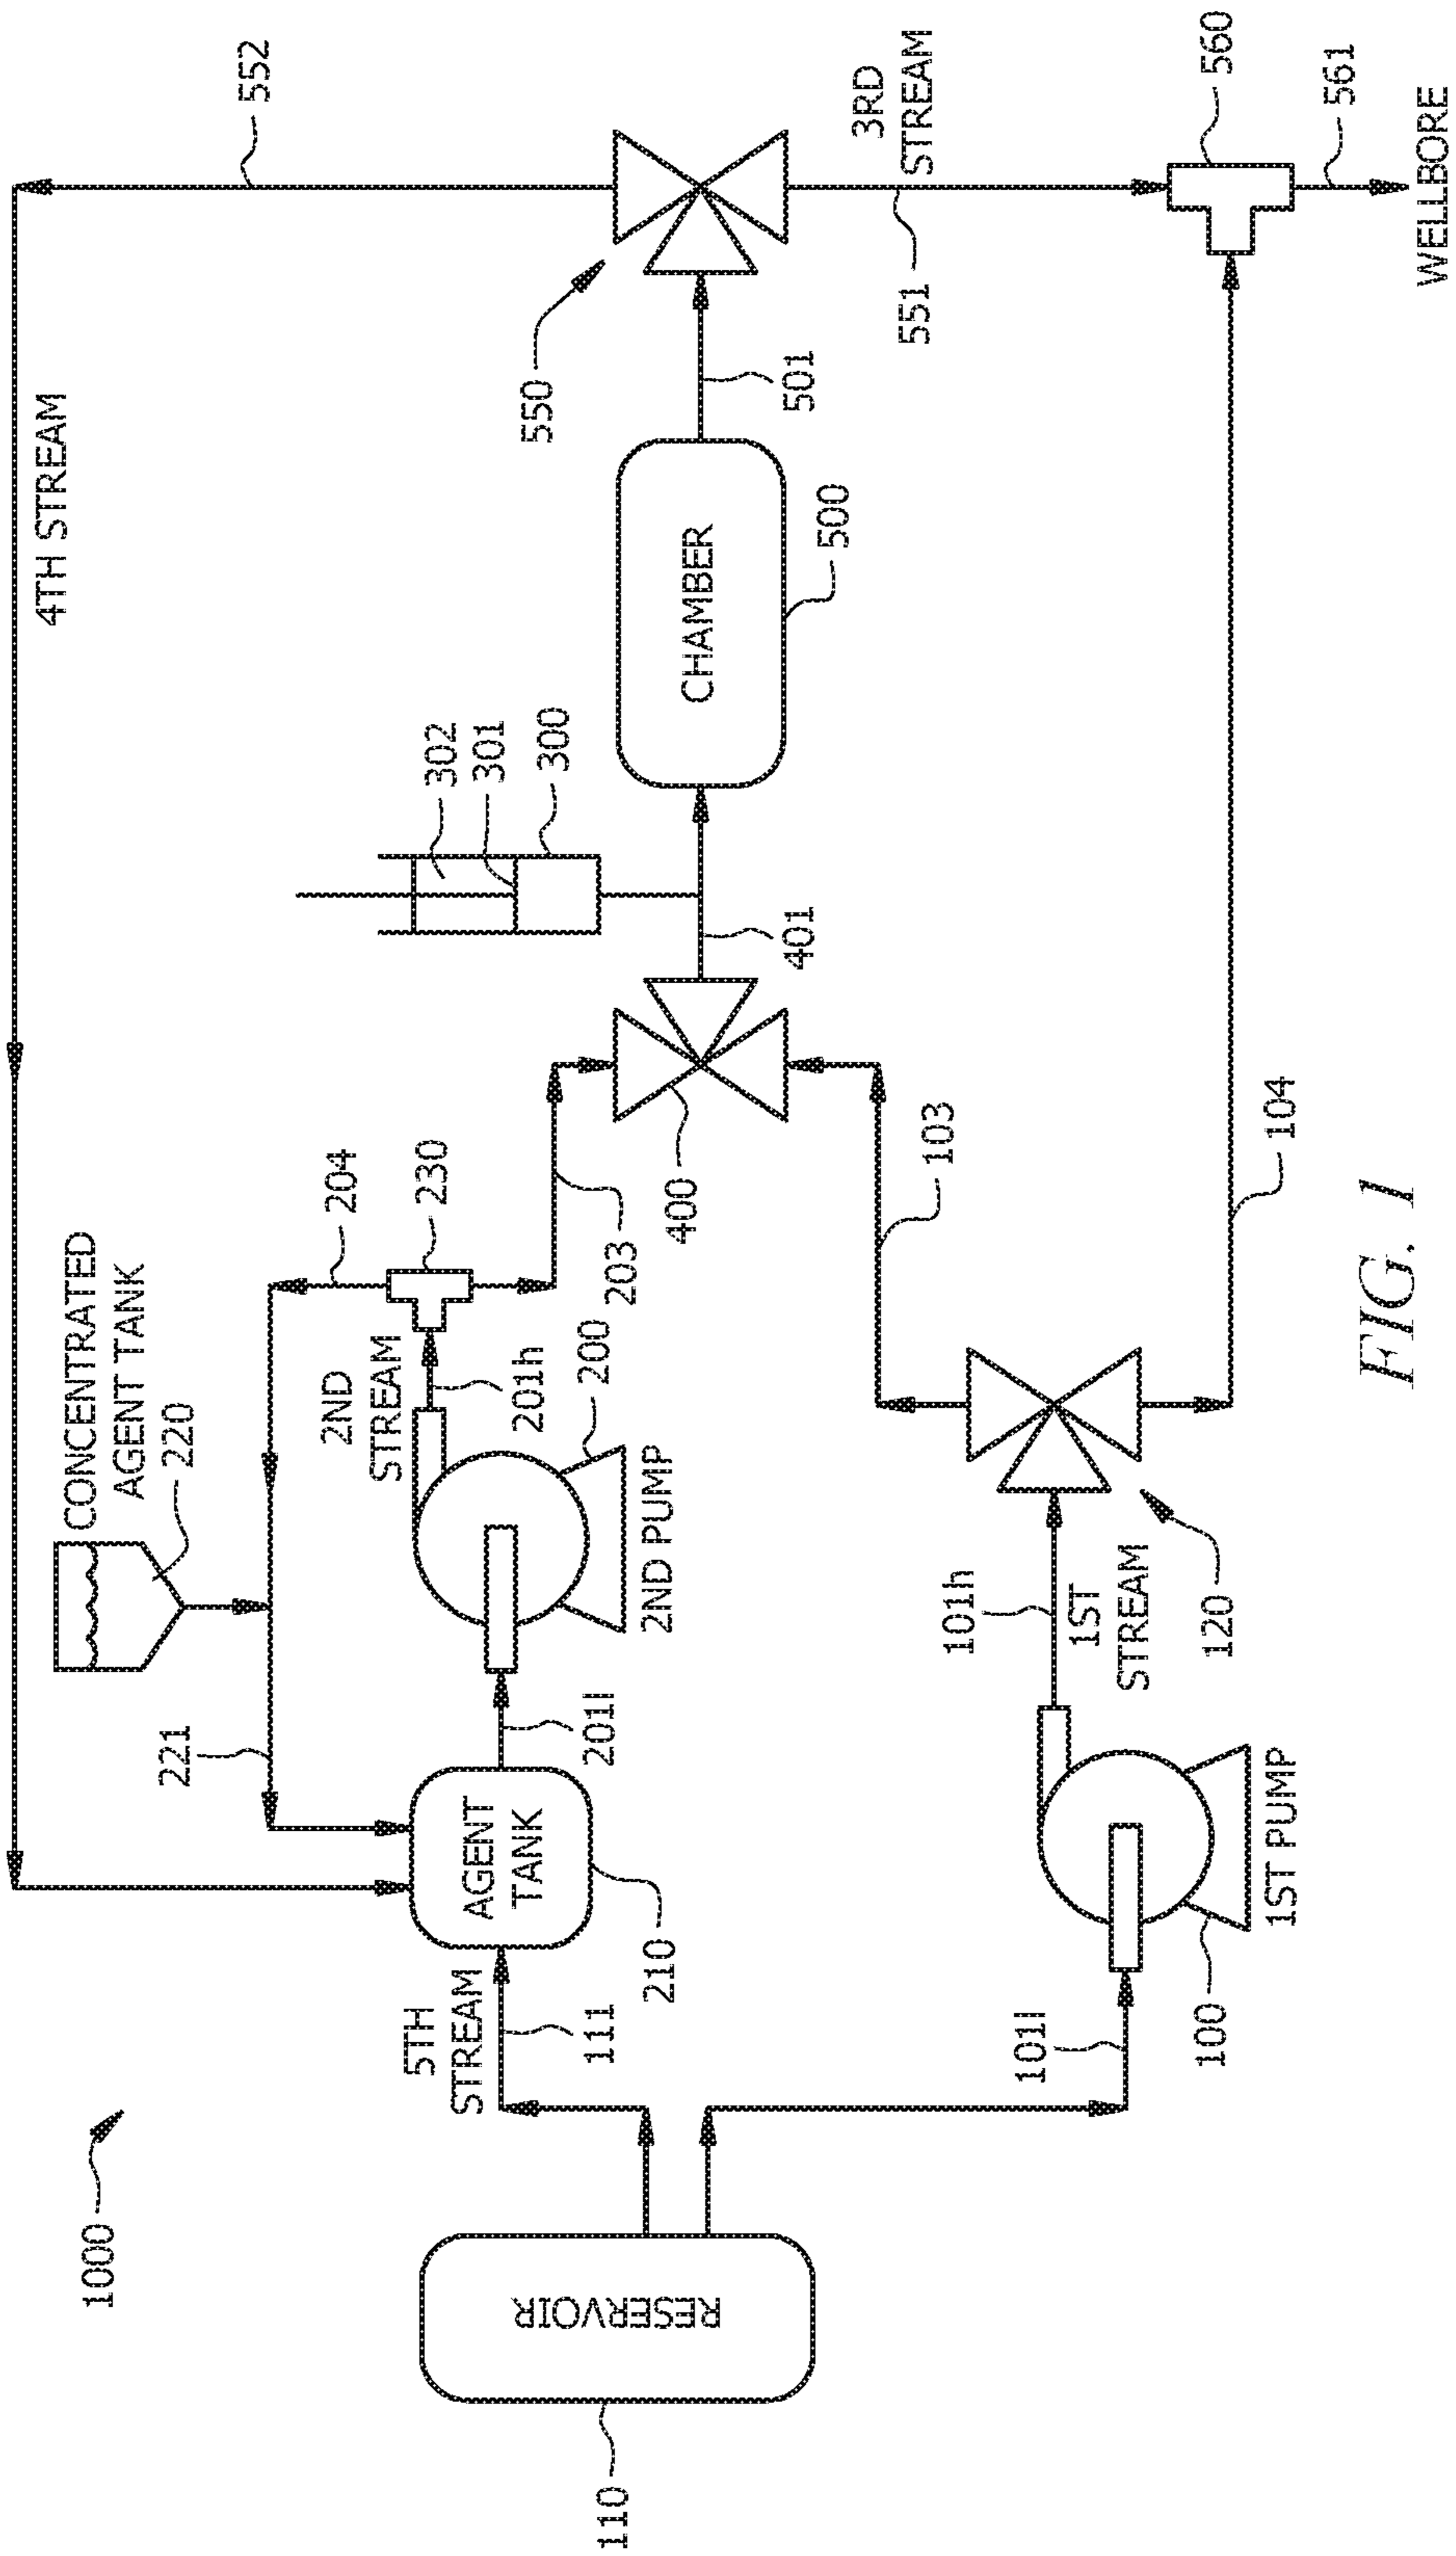 1000
4TH STREAM
552
CONCENTRATED
AGENT TANK
220
204
221
230
302
301
300
550
3RD
STREAM
5TH
STREAM
111
AGENT
TANK
210
201l
2ND
STREAM
201h
200
2ND PUMP
203
400
401
CHAMBER
500
501
551
RESERVOIR
110
103
101l
100
1ST PUMP
101h
1ST
STREAM
120
104
560
561
WELLBORE
FIG. 1